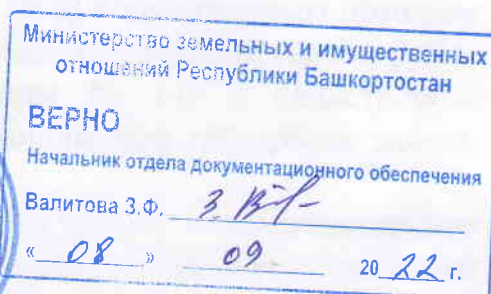 Министерство земельных и имущественных
отношений Республики Башкортостан
ВЕРНО
Начальник отдела документационного обеспечения
Валитова З.Ф.
« 08 » 09 20 22 г.